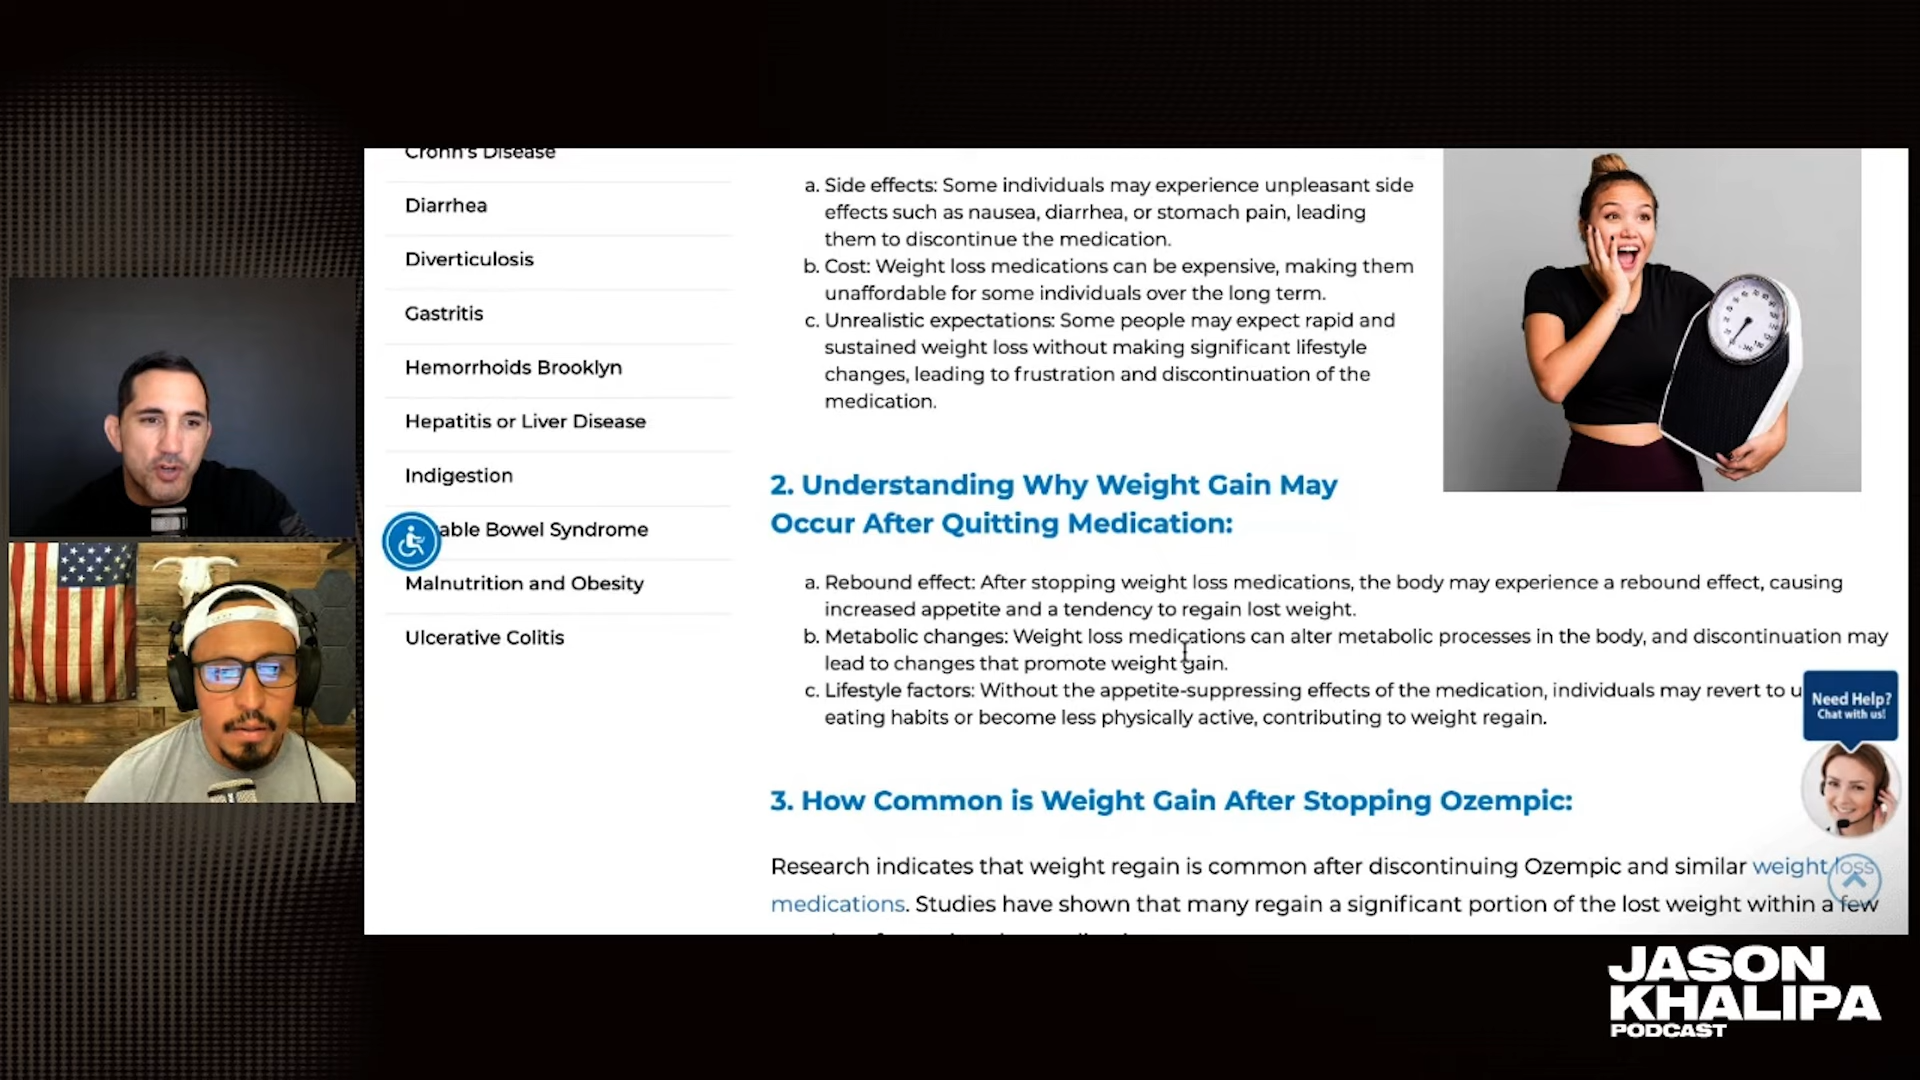 Crohn's Disease
Diarrhea
Diverticulosis
Gastritis
Hemorrhoids Brooklyn
Hepatitis or Liver Disease
Indigestion
able Bowel Syndrome
Malnutrition and Obesity
Ulcerative Colitis
a. Side effects: Some individuals may experience unpleasant side
effects such as nausea, diarrhea, or stomach pain, leading
them to discontinue the medication.
b. Cost: Weight loss medications can be expensive, making them
unaffordable for some individuals over the long term.
c. Unrealistic expectations: Some people may expect rapid and
sustained weight loss without making significant lifestyle
changes, leading to frustration and discontinuation of the
medication.
2. Understanding Why Weight Gain May
Occur After Quitting Medication:
a. Rebound effect: After stopping weight loss medications, the body may experience a rebound effect, causing
increased appetite and a tendency to regain lost weight.
b. Metabolic changes: Weight loss medications can alter metabolic processes in the body, and discontinuation may
lead to changes that promote weight gain.
c. Lifestyle factors: Without the appetite-suppressing effects of the medication, individuals may revert to u
eating habits or become less physically active, contributing to weight regain.
3. How Common is Weight Gain After Stopping Ozempic:
Research indicates that weight regain is common after discontinuing Ozempic and similar weight loss
medications. Studies have shown that many regain a significant portion of the lost weight within a few
Need Help?
Chat with us!
JASON
KHALIPA
PODCAST